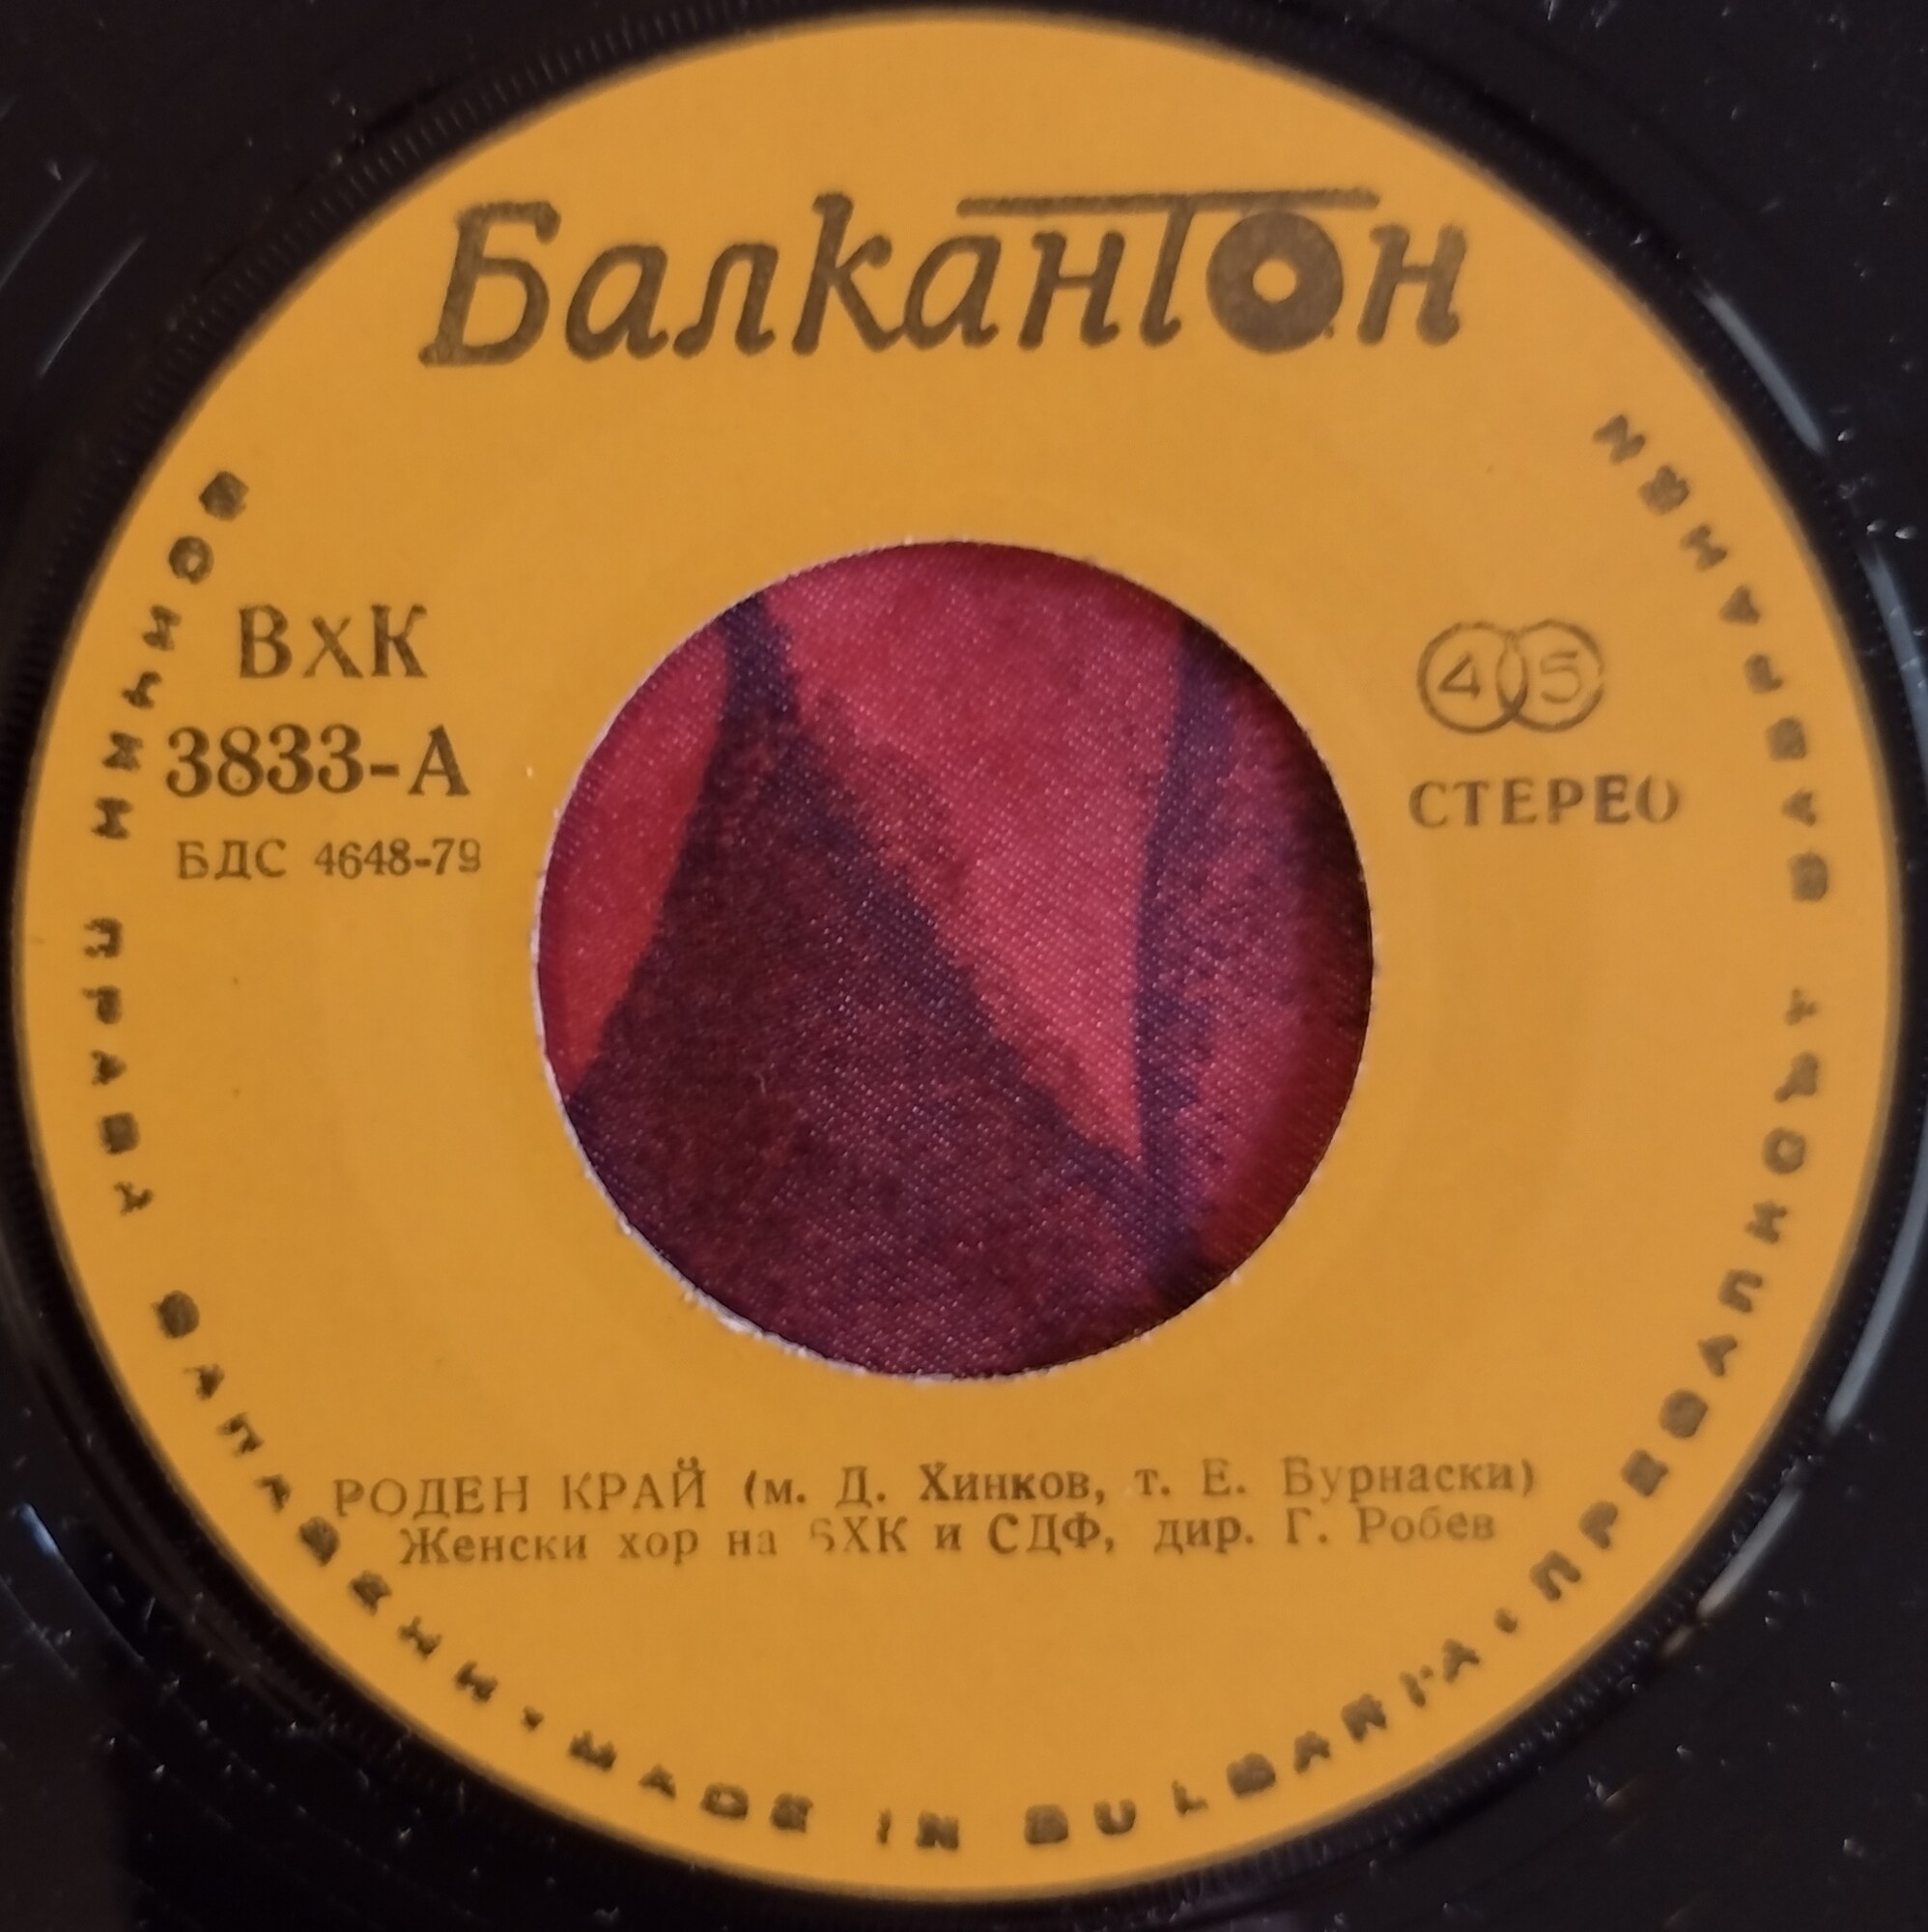 Балкантон
ВхК
3833-А
БДС 4648-79
45
СТЕРЕО
РОДЕН КРАЙ (м. Д. Хинков, т. Е. Бурнаски)
Женски хор на БХК и СДФ, дир. Г. Робев
ВСИЧКИ ПРАВА ЗАПАЗЕНИ · MADE IN BULGARIA · ПРЕЗАПИСЪТ ЗАБРАНЕН